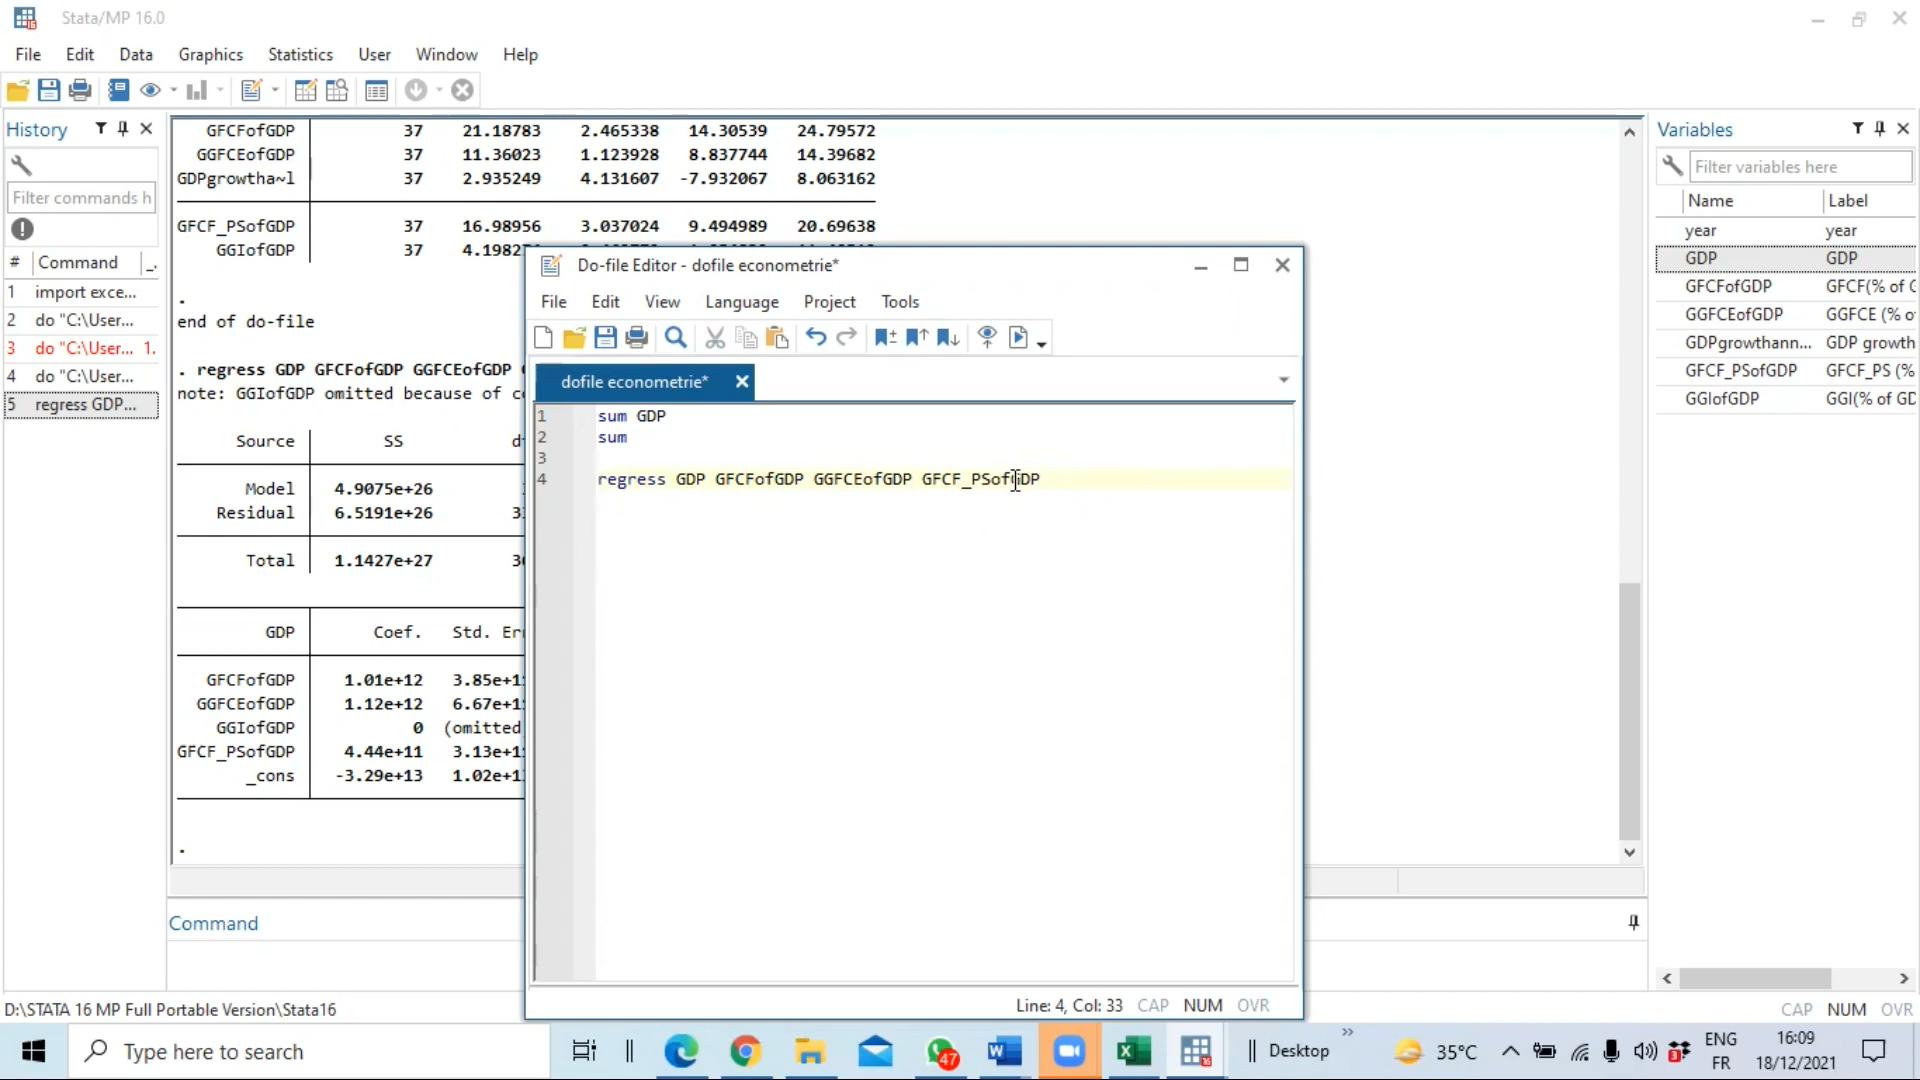 Stata/MP 16.0
File Edit Data Graphics Statistics User Window Help
History
Filter commands h
# Command
1 import exce...
2 do "C:\User...
3 do "C:\User... 1.
4 do "C:\User...
5 regress GDP...
GFCFofGDP 37 21.18783 2.465338 14.30539 24.79572
GGFCEofGDP 37 11.36023 1.123928 8.837744 14.39682
GDPgrowtha~l 37 2.935249 4.131607 -7.932067 8.063162
GFCF_PSofGDP 37 16.98956 3.037024 9.494989 20.69638
GGIofGDP 37
.
end of do-file
. regress GDP GFCFofGDP GGFCEofGDP
note: GGIofGDP omitted because of
Source SS
Model 4.9075e+26
Residual 6.5191e+26
Total 1.1427e+27
GDP Coef. Std.
GFCFofGDP 1.01e+12
GGFCEofGDP 1.12e+12
GGIofGDP 0 (omitted
GFCF_PSofGDP 4.44e+11
_cons -3.29e+13
.
Command
Do-file Editor - dofile econometrie*
File Edit View Language Project Tools
dofile econometrie*
1 sum GDP
2 sum
3
4 regress GDP GFCFofGDP GGFCEofGDP GFCF_PSofGDP
Line: 4, Col: 33 CAP NUM OVR
Variables
Filter variables here
Name Label
year year
GDP GDP
GFCFofGDP GFCF(% of
GGFCEofGDP GGFCE (% o
GDPgrowthann... GDP growth
GFCF_PSofGDP GFCF_PS (%
GGIofGDP GGI(% of GD
D:\STATA 16 MP Full Portable Version\Stata16
CAP NUM OVR
Type here to search
47
Desktop
35°C
ENG
FR
16:09
18/12/2021